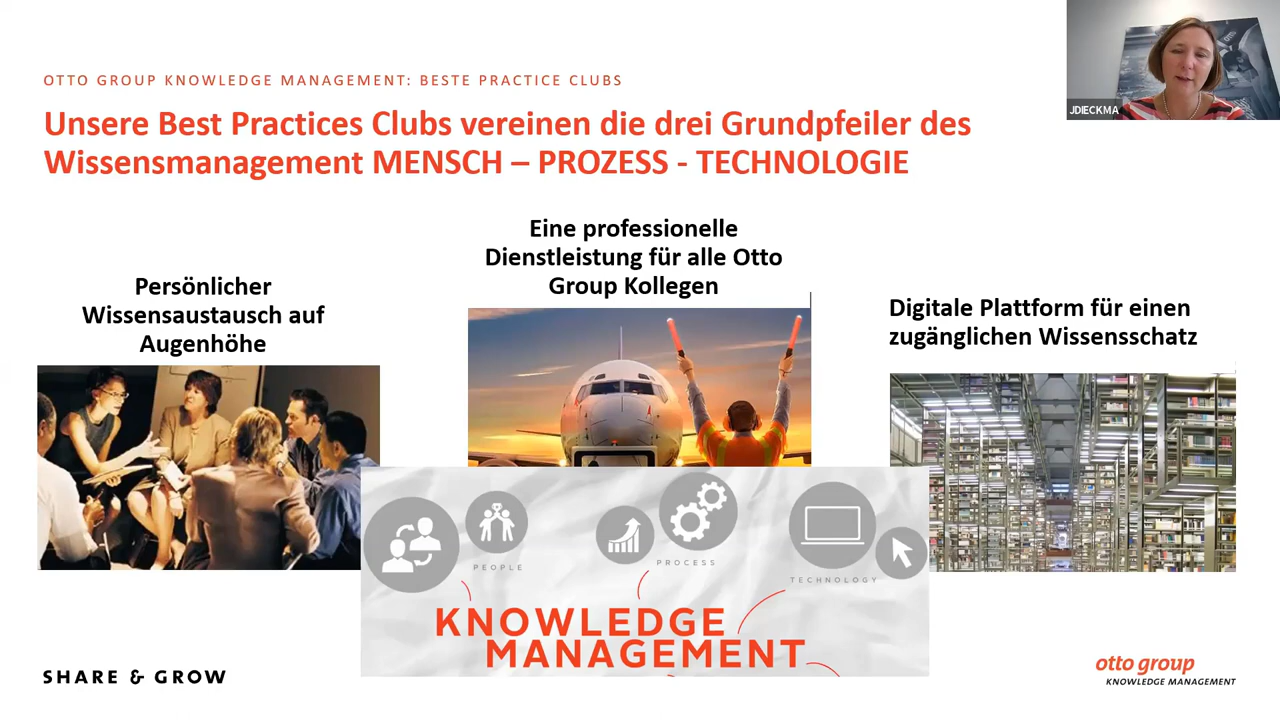 OTTO GROUP KNOWLEDGE MANAGEMENT: BESTE PRACTICE CLUBS
Unsere Best Practices Clubs vereinen die drei Grundpfeiler des
Wissensmanagement MENSCH – PROZESS - TECHNOLOGIE
JDIECKMA
Persönlicher
Wissensaustausch auf
Augenhöhe
Eine professionelle
Dienstleistung für alle Otto
Group Kollegen
Digitale Plattform für einen
zugänglichen Wissensschatz
PEOPLE
PROCESS
TECHNOLOGY
KNOWLEDGE
MANAGEMENT
SHARE & GROW
otto group
KNOWLEDGE MANAGEMENT